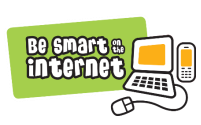 Be smart on the
internet